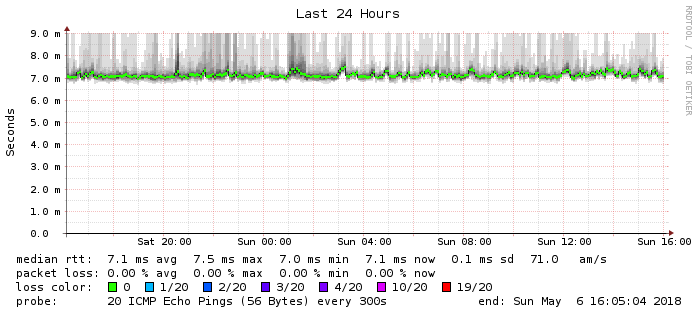 Last 24 Hours
RRDTOOL / TOBI OETIKER
Seconds
9.0 m
8.0 m
7.0 m
6.0 m
5.0 m
4.0 m
3.0 m
2.0 m
1.0 m
0.0
Sat 20:00 Sun 00:00 Sun 04:00 Sun 08:00 Sun 12:00 Sun 16:00
median rtt: 7.1 ms avg 7.5 ms max 7.0 ms min 7.1 ms now 0.1 ms sd 71.0 am/s
packet loss: 0.00 % avg 0.00 % max 0.00 % min 0.00 % now
loss color: 0 1/20 2/20 3/20 4/20 10/20 19/20
probe: 20 ICMP Echo Pings (56 Bytes) every 300s end: Sun May 6 16:05:04 2018